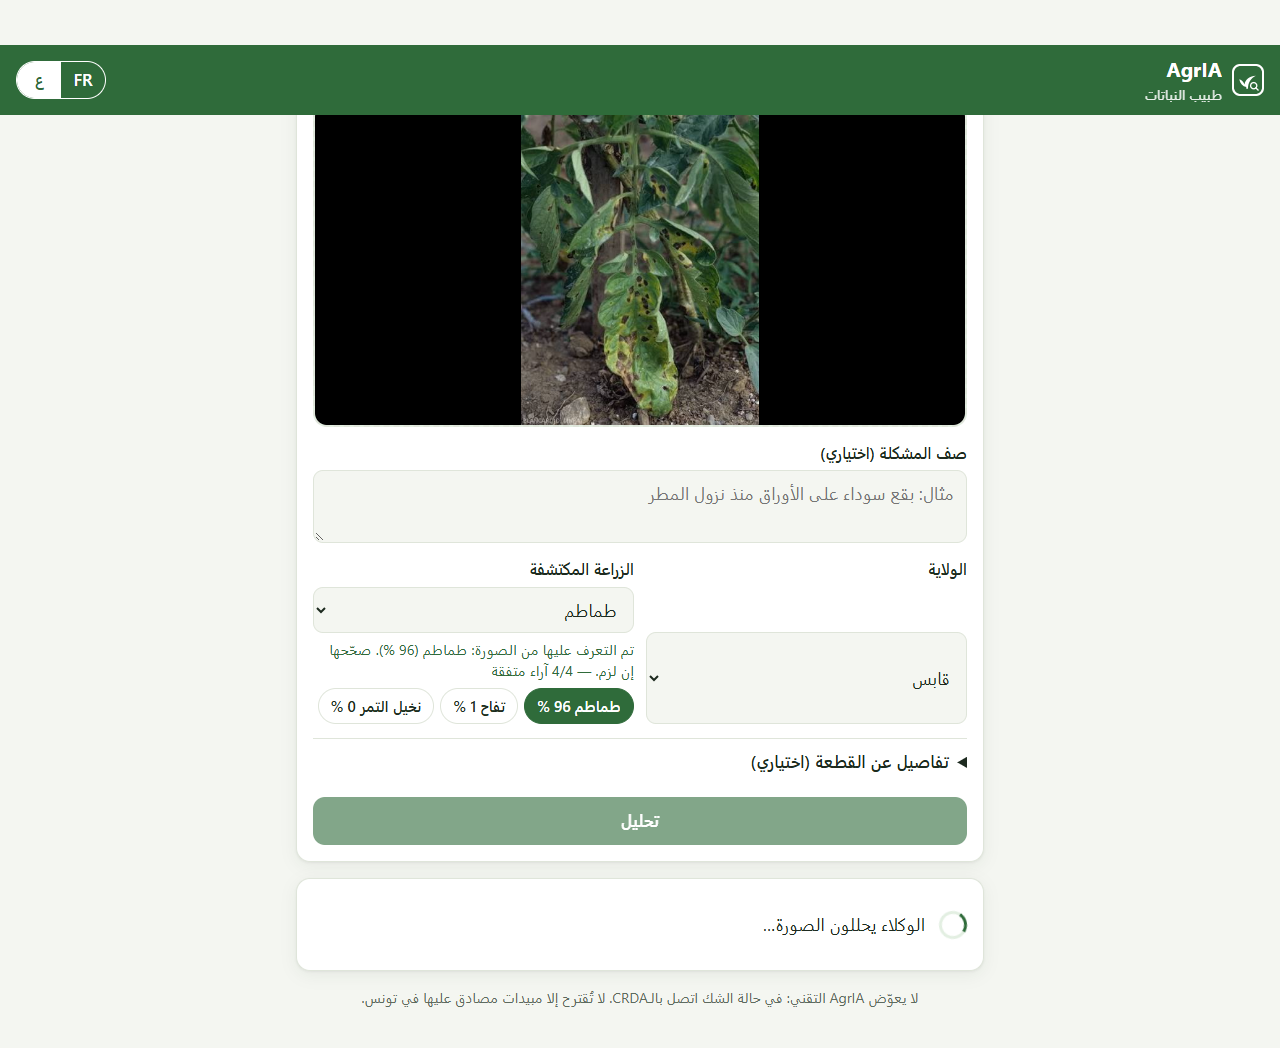 AgrIA
طبيب النباتات
FR
ع
صف المشكلة (اختياري)
مثال: بقع سوداء على الأوراق منذ نزول المطر
الولاية
قابس
الزراعة المكتشفة
طماطم
تم التعرف عليها من الصورة: طماطم (96 %). صحّحها
إن لزم. — 4/4 آراء متفقة
طماطم 96 %
تفاح 1 %
نخيل التمر 0 %
تفاصيل عن القطعة (اختياري)
تحليل
الوكلاء يحللون الصورة...
لا يعوّض AgrIA التقني: في حالة الشك اتصل بالـCRDA. لا تُقترح إلا مبيدات مصادق عليها في تونس.